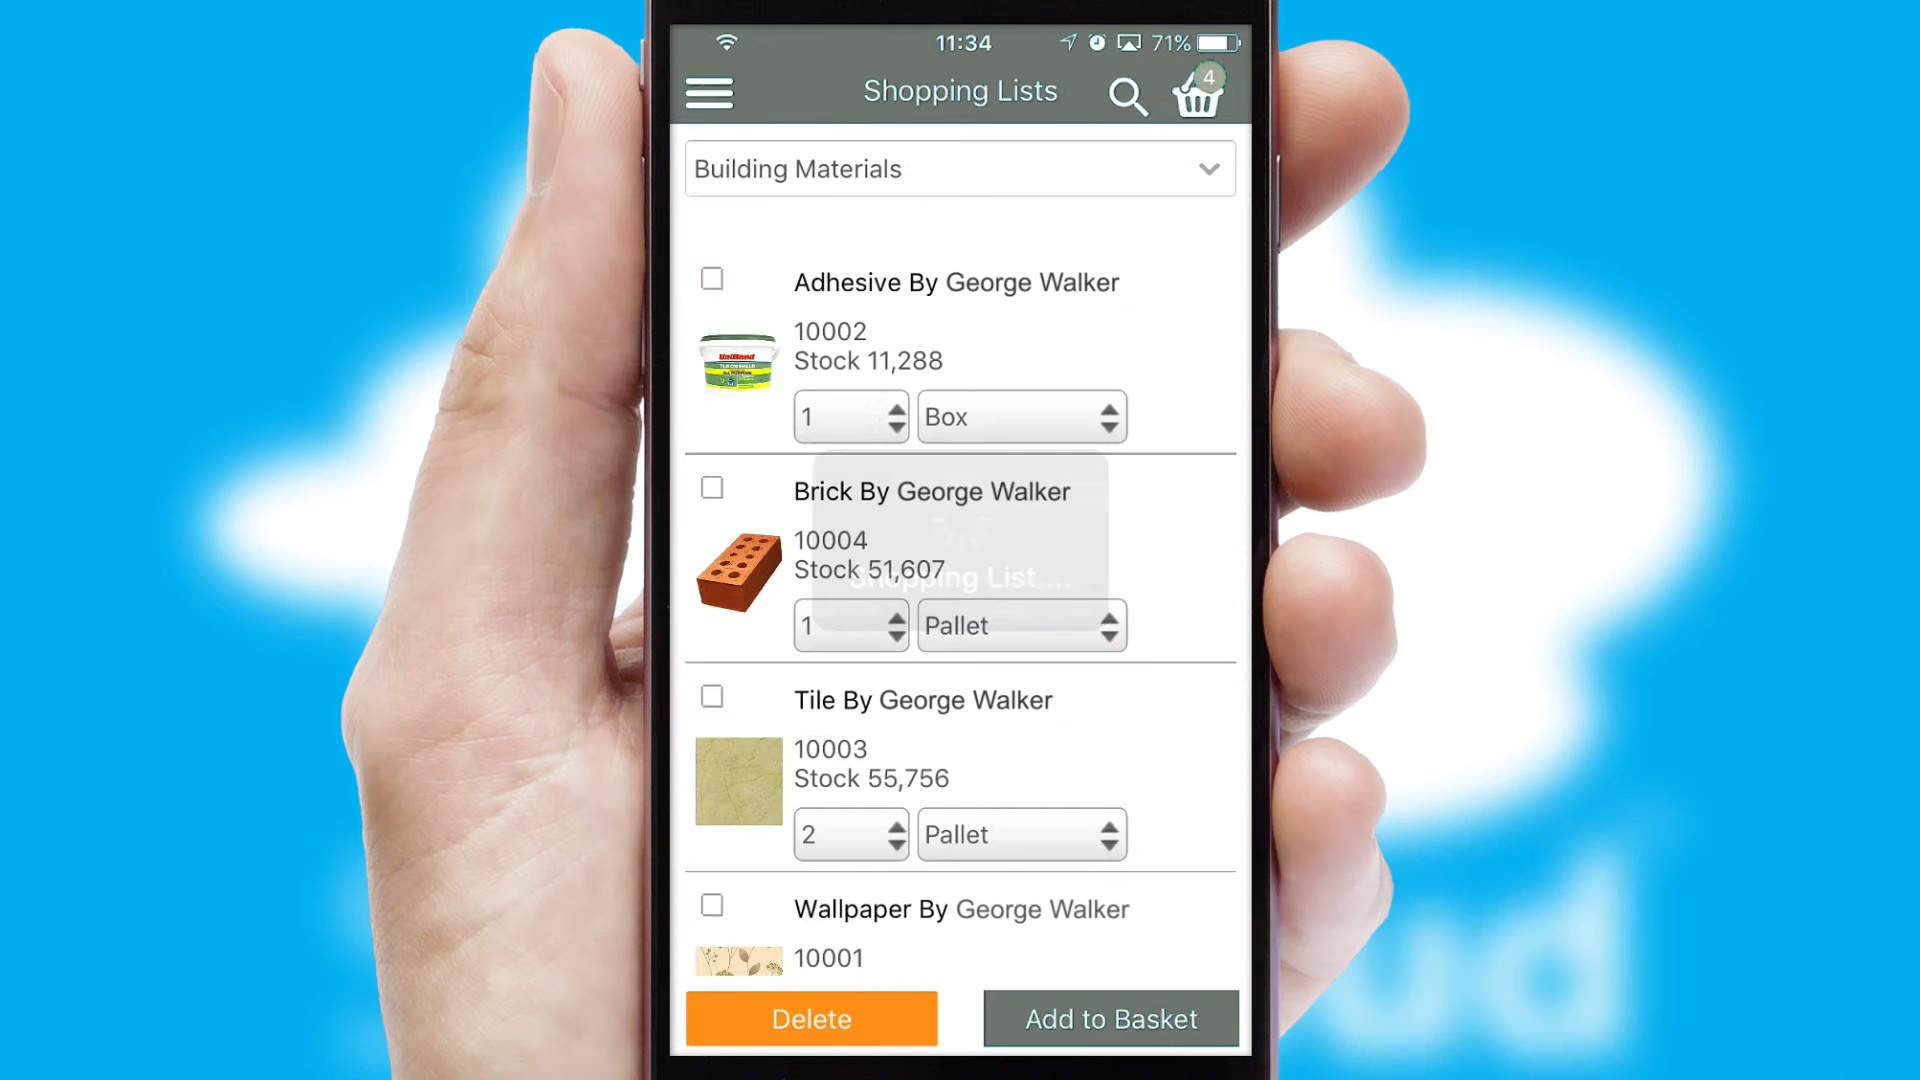 11:34
71%
Shopping Lists
4
Building Materials
Adhesive By George Walker
10002
Stock 11,288
1
Box
Brick By George Walker
10004
Stock 51,607
Shopping List....
1
Pallet
Tile By George Walker
10003
Stock 55,756
2
Pallet
Wallpaper By George Walker
10001
Delete
Add to Basket